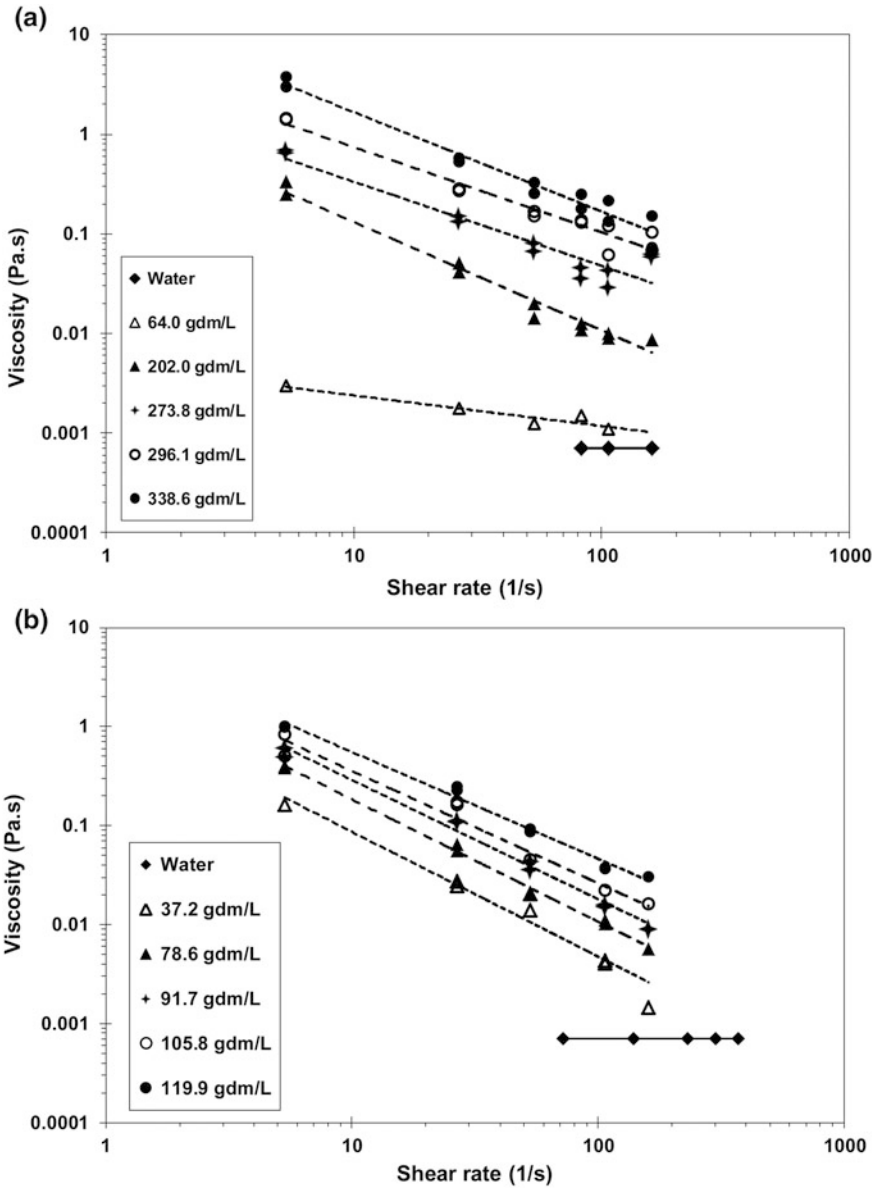 (a)
10
1
0.1
0.01
0.001
0.0001
Viscosity (Pa.s)
Water
64.0 gdm/L
202.0 gdm/L
273.8 gdm/L
296.1 gdm/L
338.6 gdm/L
1 10 100 1000
Shear rate (1/s)
(b)
10
1
0.1
0.01
0.001
0.0001
Viscosity (Pa.s)
Water
37.2 gdm/L
78.6 gdm/L
91.7 gdm/L
105.8 gdm/L
119.9 gdm/L
1 10 100 1000
Shear rate (1/s)